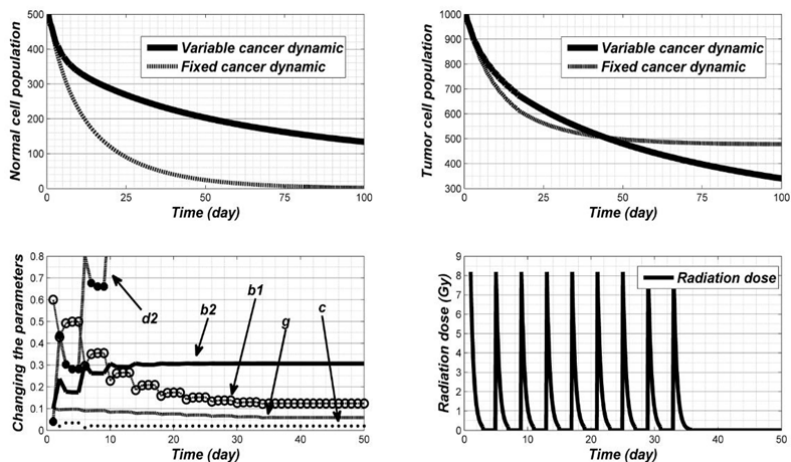 500
400
300
200
100
0
Normal cell population
Variable cancer dynamic
Fixed cancer dynamic
0 25 50 75 100
Time (day)
1000
900
800
700
600
500
400
300
Tumor cell population
Variable cancer dynamic
Fixed cancer dynamic
0 25 50 75 100
Time (day)
0.8
0.7
0.6
0.5
0.4
0.3
0.2
0.1
0
Changing the parameters
d2
b2
b1
g
c
0 10 20 30 40 50
Time (day)
9
8
7
6
5
4
3
2
1
0
Radiation dose (Gy)
Radiation dose
0 10 20 30 40 50
Time (day)